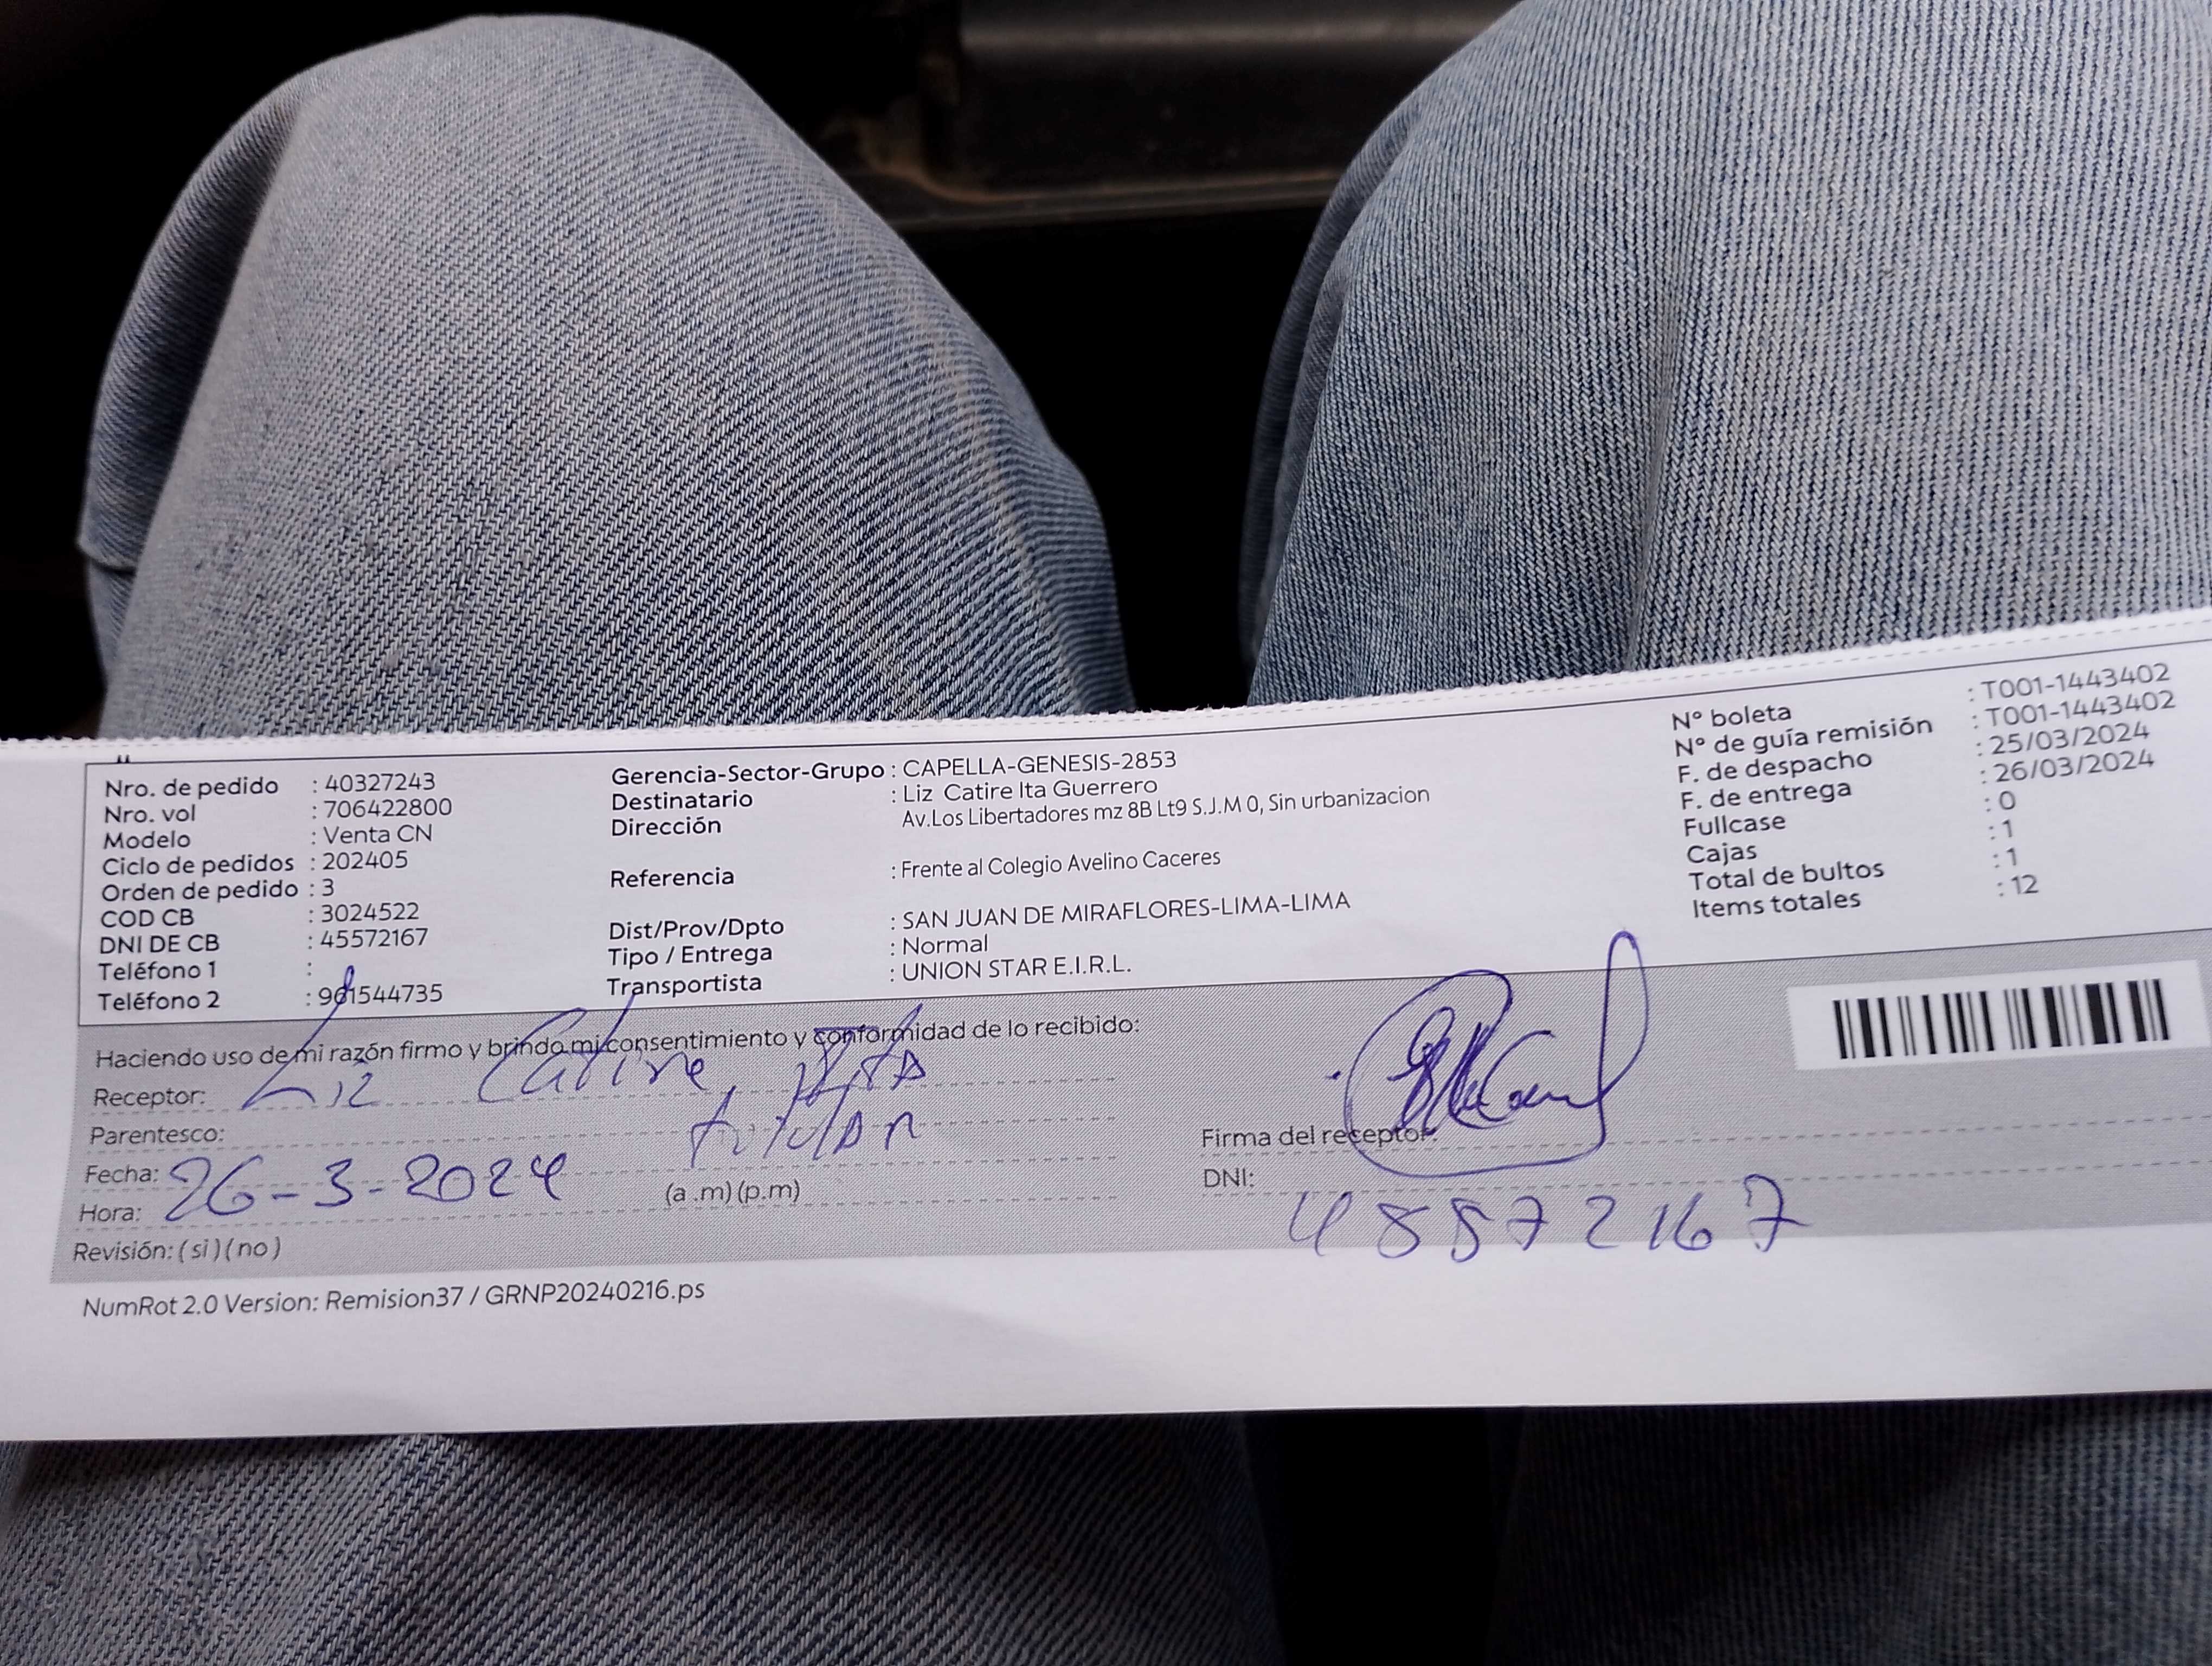 Nro. de pedido : 40327243
Nro. vol : 706422800
Modelo : Venta CN
Ciclo de pedidos : 202405
Orden de pedido : 3
COD CB : 3024522
DNI DE CB : 45572167
Teléfono 1 :
Teléfono 2 : 961544735
Gerencia-Sector-Grupo : CAPELLA-GENESIS-2853
Destinatario : Liz Catire Ita Guerrero
Dirección Av.Los Libertadores mz 8B Lt9 S.J.M 0, Sin urbanizacion
Referencia : Frente al Colegio Avelino Caceres
Dist/Prov/Dpto : SAN JUAN DE MIRAFLORES-LIMA-LIMA
Tipo / Entrega : Normal
Transportista : UNION STAR E.I.R.L.
N° boleta : T001-1443402
N° de guía remisión : T001-1443402
F. de despacho : 25/03/2024
F. de entrega : 26/03/2024
Fullcase : 0
Cajas : 1
Total de bultos : 1
Items totales : 12
Haciendo uso de mi razón firmo y brindo mi consentimiento y conformidad de lo recibido:
Receptor: Liz Catire Ita
Parentesco: titular
Fecha: 26-3-2024
Hora: (a .m) (p.m)
Revisión: ( si ) ( no )
Firma del receptor:
DNI: 45572167
NumRot 2.0 Version: Remision37 / GRNP20240216.ps